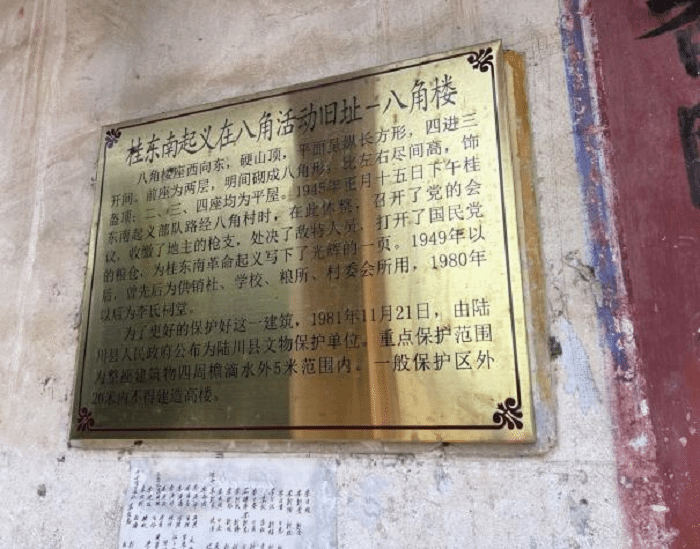 桂东南起义在八角活动旧址-八角楼
八角楼座西向东，硬山顶，平面呈纵长方形，四进三
开间。前座为两层，明间砌成八角形，比左右尽间高，饰
盔顶；二、三、四座均为平屋。1945年正月十五日下午桂
东南起义部队路经八角村时，在此休整，召开了党的会
议，收缴了地主的枪支，处决了敌特人员，打开了国民党
的粮仓，为桂东南革命起义写下了光辉的一页。1949年以
后，曾先后为供销社、学校、粮所、村委会所用，1980年
以后为李氏祠堂。
为了更好的保护好这一建筑，1981年11月21日，由陆
川县人民政府公布为陆川县文物保护单位。重点保护范围
为整座建筑物四周檐滴水外5米范围内。一般保护区外
20米内不得建造高楼。